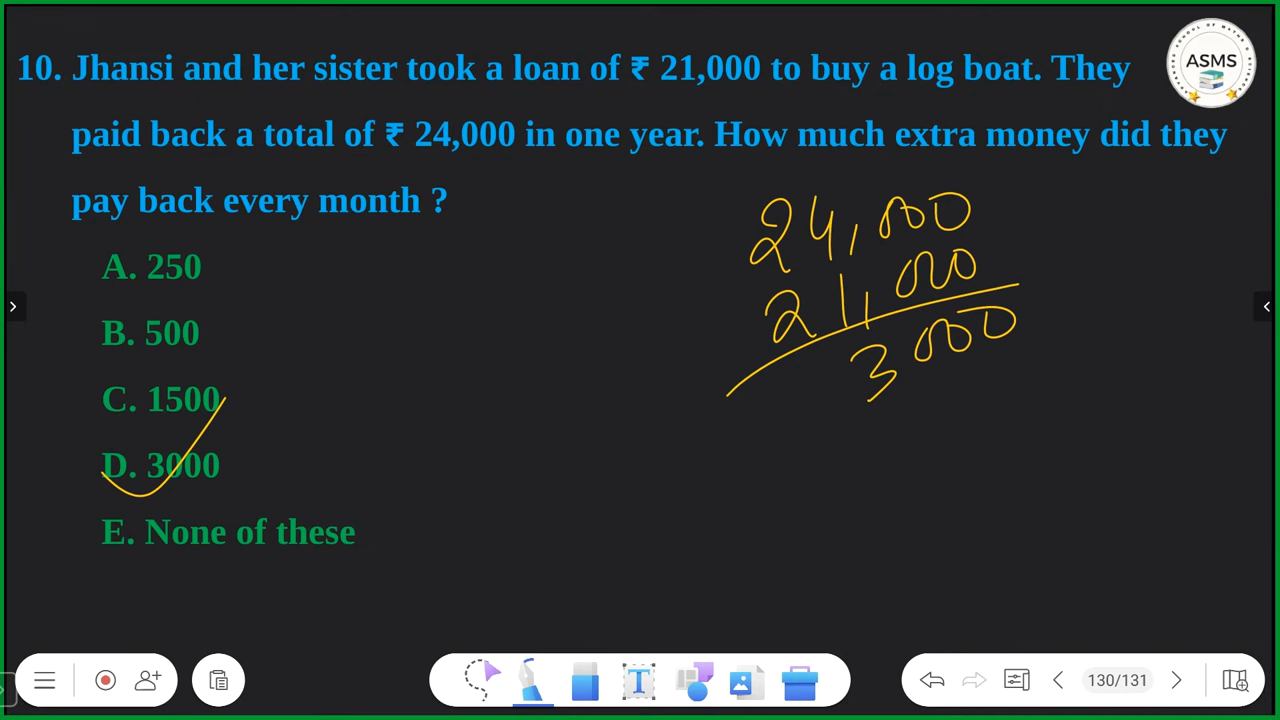 10. Jhansi and her sister took a loan of ₹ 21,000 to buy a log boat. They
paid back a total of ₹ 24,000 in one year. How much extra money did they
pay back every month ?
A. 250
B. 500
C. 1500
D. 3000
E. None of these
24,000
21,000
3000
ASMS
130/131